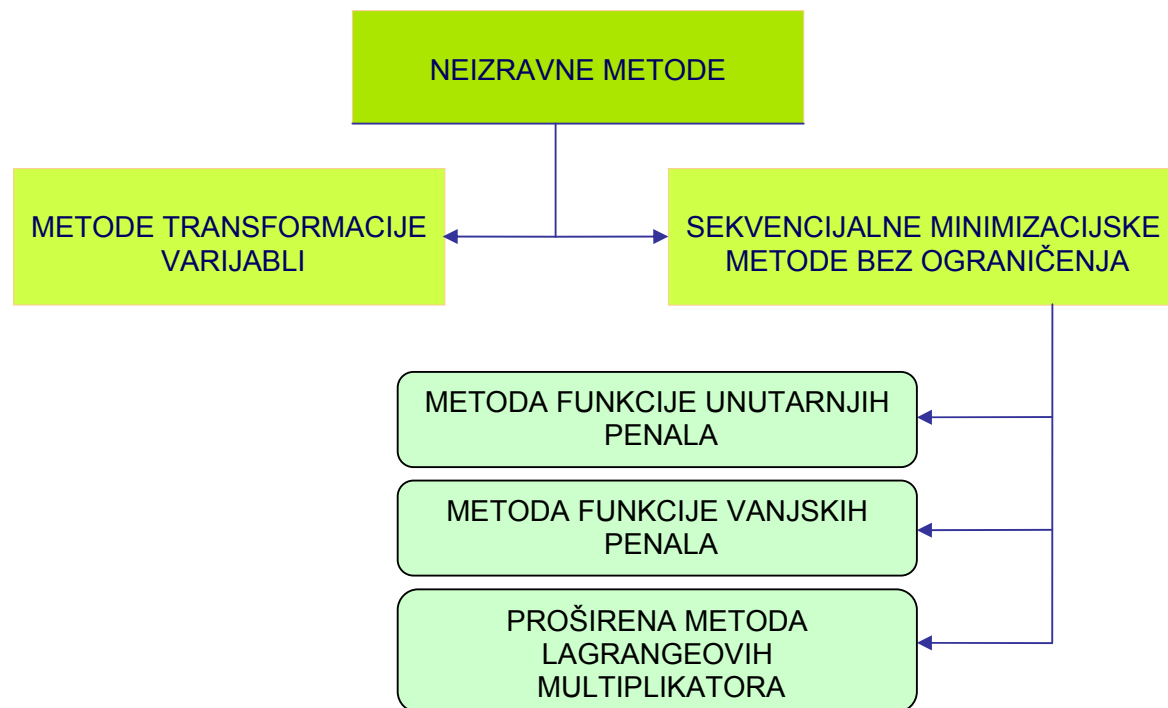 NEIZRAVNE METODE
METODE TRANSFORMACIJE
VARIJABLI
SEKVENCIJALNE MINIMIZACIJSKE
METODE BEZ OGRANIČENJA
METODA FUNKCIJE UNUTARNJIH
PENALA
METODA FUNKCIJE VANJSKIH
PENALA
PROŠIRENA METODA
LAGRANGEOVIH
MULTIPLIKATORA